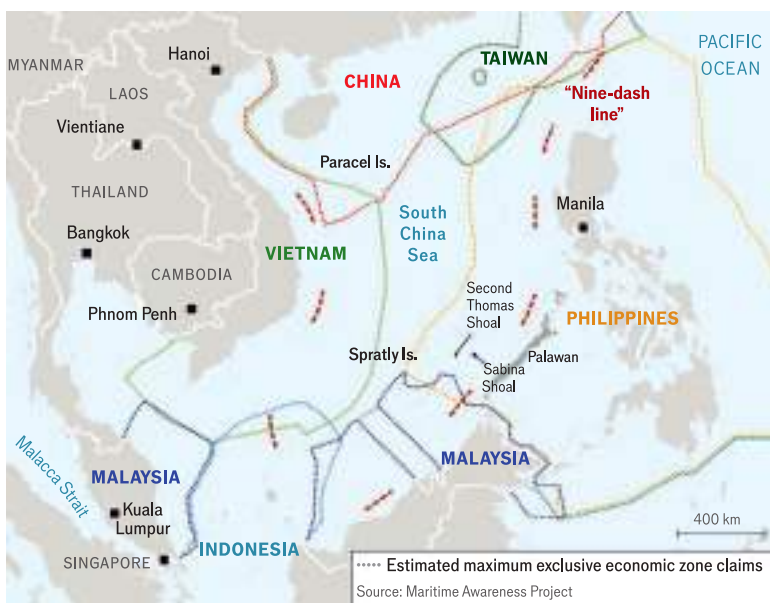 PACIFIC
OCEAN
Hanoi
TAIWAN
MYANMAR
LAOS
CHINA
"Nine-dash
line"
Vientiane
Paracel Is.
THAILAND
South
China
Sea
Manila
Bangkok
VIETNAM
CAMBODIA
Second
Thomas
Shoal
Phnom Penh
PHILIPPINES
Spratly Is.
Palawan
Sabina
Shoal
Malacca Strait
MALAYSIA
MALAYSIA
Kuala
Lumpur
400 km
INDONESIA
SINGAPORE
Estimated maximum exclusive economic zone claims
Source: Maritime Awareness Project